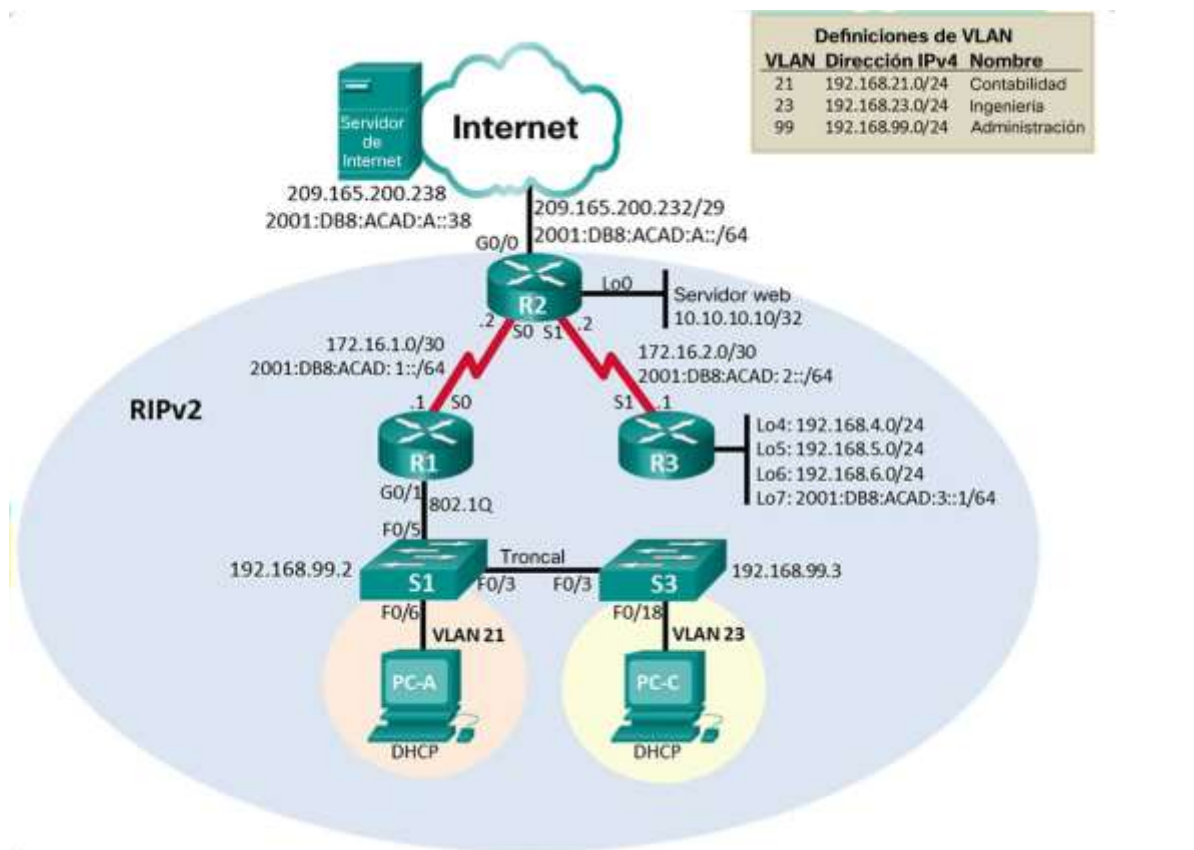 Definiciones de VLAN
VLAN Dirección IPv4 Nombre
21 192.168.21.0/24 Contabilidad
23 192.168.23.0/24 Ingeniería
99 192.168.99.0/24 Administración
Servidor
de
Internet
Internet
209.165.200.238
2001:DB8:ACAD:A::38
209.165.200.232/29
2001:DB8:ACAD:A::/64
G0/0
R2
Lo0
Servidor web
10.10.10.10/32
.2
S0
S1
.2
172.16.1.0/30
2001:DB8:ACAD: 1::/64
172.16.2.0/30
2001:DB8:ACAD: 2::/64
RIPv2
.1
S0
S1
.1
R1
R3
Lo4: 192.168.4.0/24
Lo5: 192.168.5.0/24
Lo6: 192.168.6.0/24
Lo7: 2001:DB8:ACAD:3::1/64
G0/1
802.1Q
F0/5
192.168.99.2
S1
Troncal
F0/3
F0/3
S3
192.168.99.3
F0/6
VLAN 21
F0/18
VLAN 23
PC-A
PC-C
DHCP
DHCP